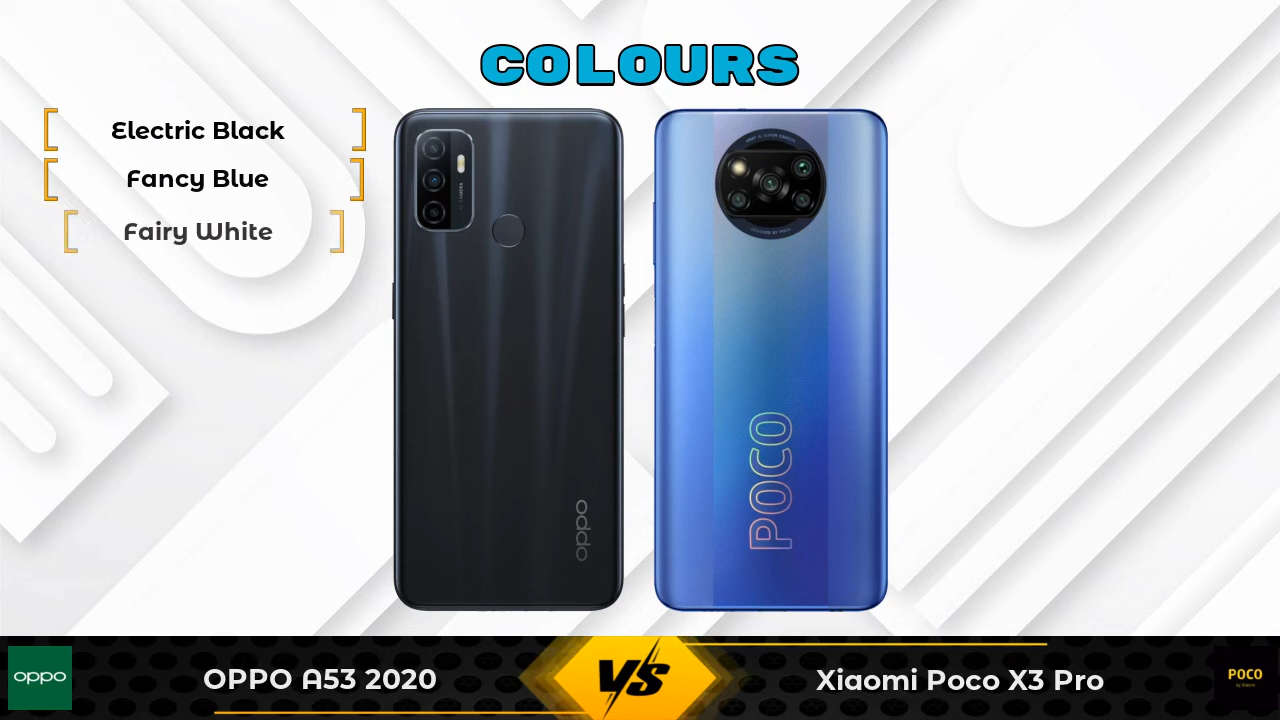 COLOURS
Electric Black
Fancy Blue
Fairy White
oppo
POCO
oppo
OPPO A53 2020
VS
Xiaomi Poco X3 Pro
POCO